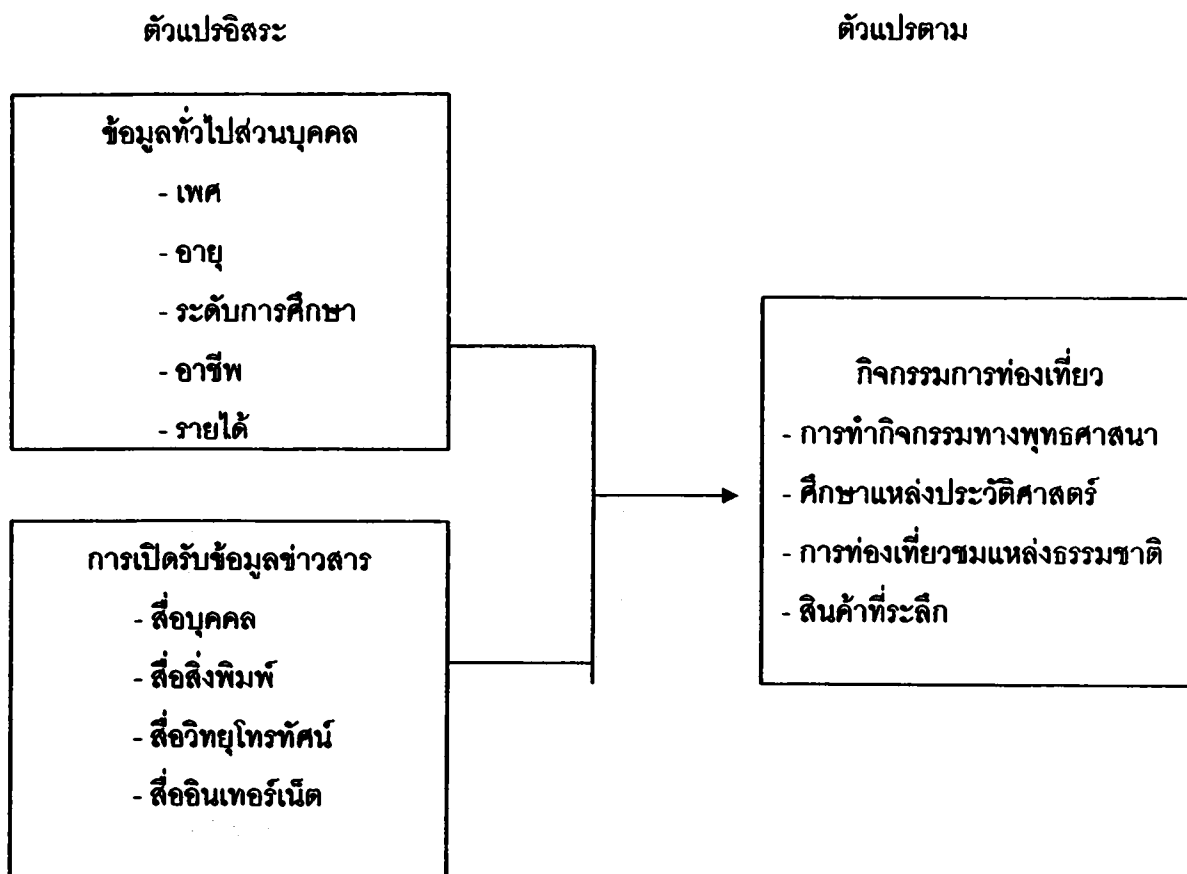 ตัวแปรอิสระ
ตัวแปรตาม
ข้อมูลทั่วไปส่วนบุคคล
- เพศ
- อายุ
- ระดับการศึกษา
- อาชีพ
- รายได้
การเปิดรับข้อมูลข่าวสาร
- สื่อบุคคล
- สื่อสิ่งพิมพ์
- สื่อวิทยุโทรทัศน์
- สื่ออินเทอร์เน็ต
กิจกรรมการท่องเที่ยว
- การทำกิจกรรมทางพุทธศาสนา
- ศึกษาแหล่งประวัติศาสตร์
- การท่องเที่ยวชมแหล่งธรรมชาติ
- สินค้าที่ระลึก